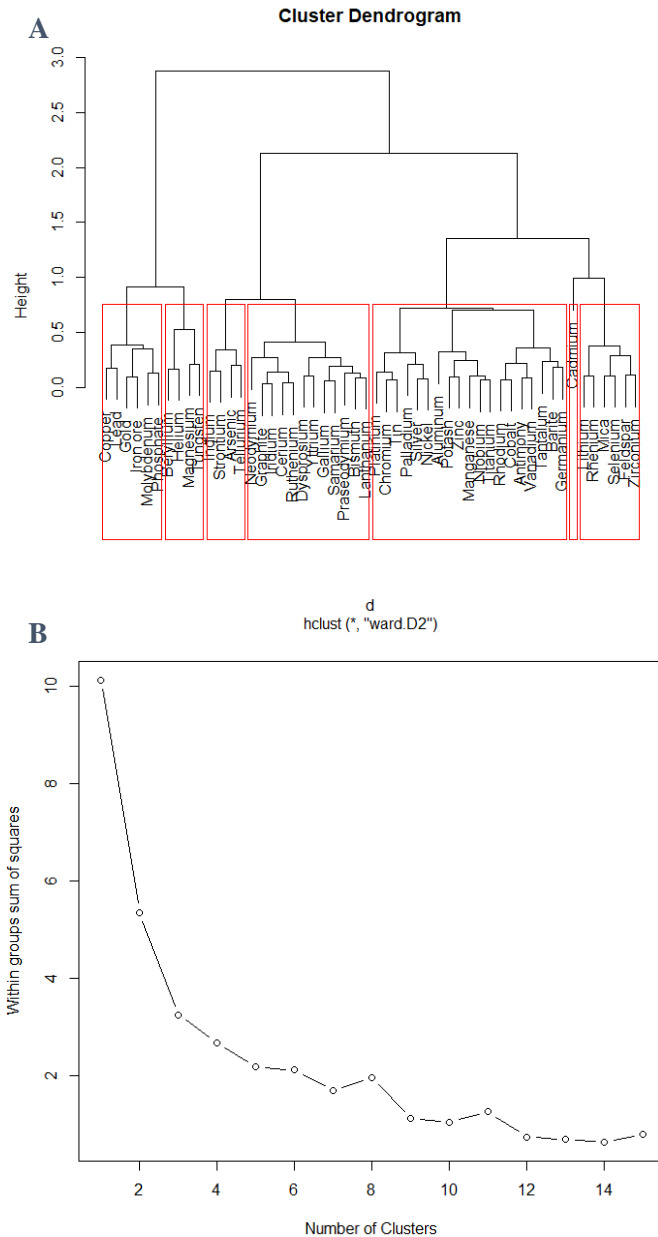 A
Cluster Dendrogram
3.0
2.5
2.0
1.5
1.0
0.5
0.0
Height
Copper
Lead
Gold
Iron ore
Molybdenum
Phosphate
Beryllium
Helium
Magnesium
Tungsten
Indium
Strontium
Arsenic
Tellurium
Neodymium
Graphite
Iridium
Cerium
Ruthenium
Dysprosium
Yttrium
Gallium
Samarium
Praseodymium
Bismuth
Lanthanum
Platinum
Chromium
Tin
Palladium
Silver
Nickel
Aluminum
Potash
Zinc
Manganese
Niobium
Titanium
Rhodium
Cobalt
Antimony
Vanadium
Tantalum
Barite
Germanium
Cadmium
Lithium
Rhenium
Mica
Selenium
Feldspar
Zirconium
d
hclust (*, "ward.D2")
B
10
8
6
4
2
Within groups sum of squares
2 4 6 8 10 12 14
Number of Clusters